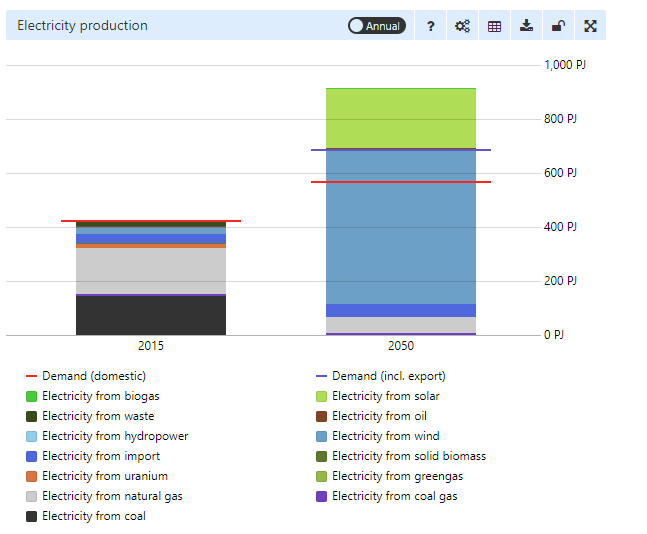 Electricity production
Annual
?
1,000 PJ
800 PJ
600 PJ
400 PJ
200 PJ
0 PJ
2015 2050
Demand (domestic) Demand (incl. export)
Electricity from biogas Electricity from solar
Electricity from waste Electricity from oil
Electricity from hydropower Electricity from wind
Electricity from import Electricity from solid biomass
Electricity from uranium Electricity from greengas
Electricity from natural gas Electricity from coal gas
Electricity from coal